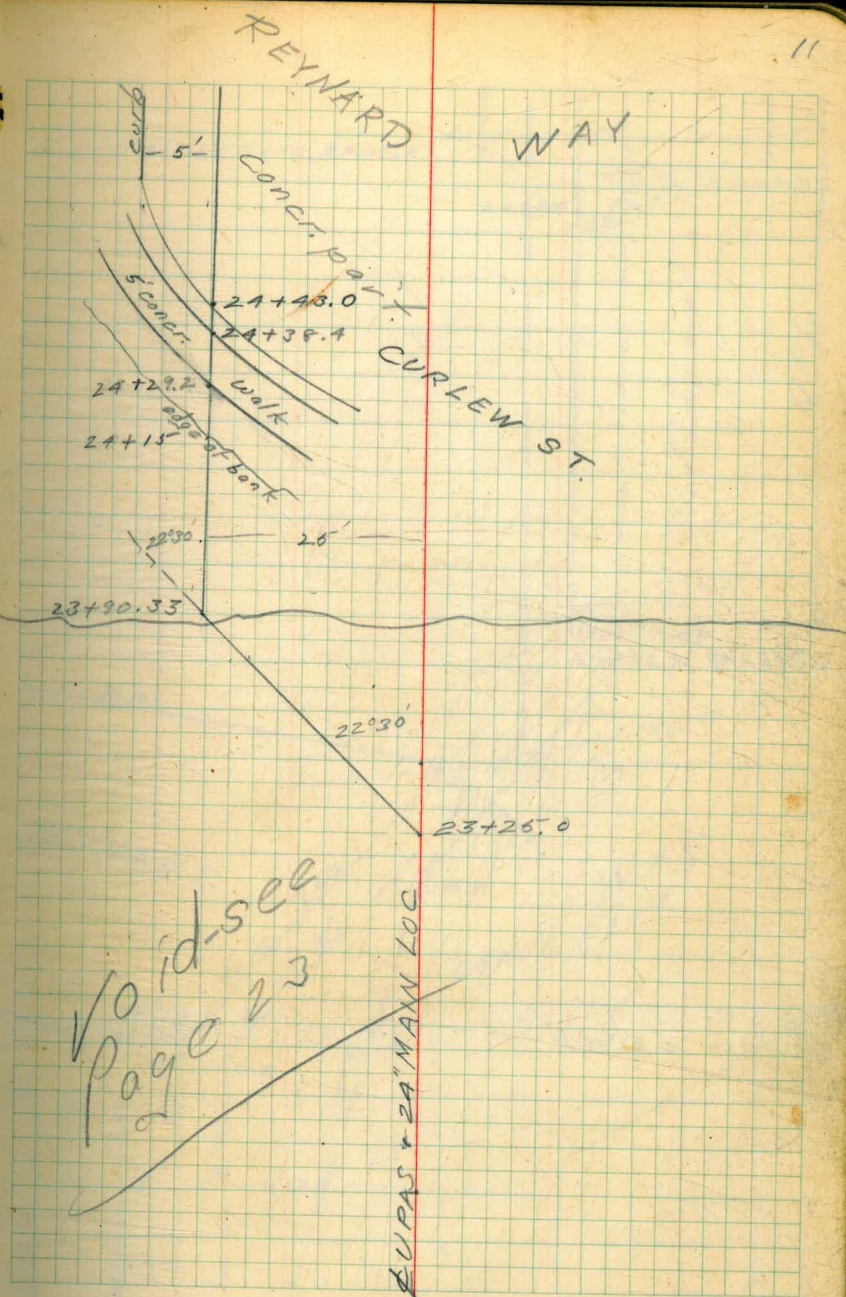 11
REYNARD WAY
curb
5'
Concr. pav't.
24+43.0
24+38.4
CURLEW ST.
5' concr. walk
24+29.2
edge of bank
24+15
22°30'
25'
23+90.33
22°30'
23+25.0
Void-see
Page 23
UPAS + 24" MAIN LOC